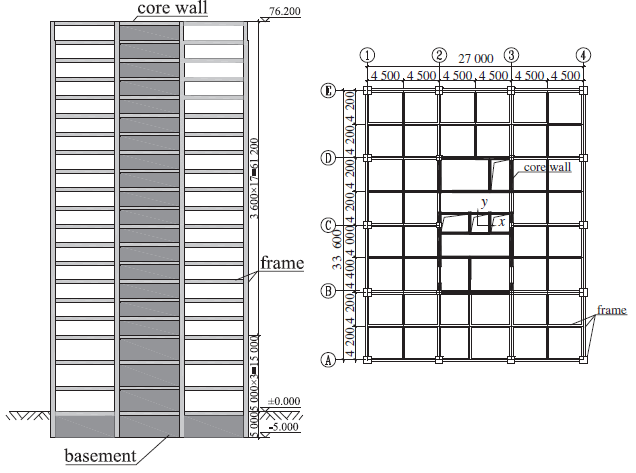 core wall
76.200
3 600×17=61 200
frame
5 000×3=15 000
±0.000
5 000
-5.000
basement
1 2 3 4
27 000
4 500 4 500 4 500 4 500 4 500 4 500
E
4 200
4 200
D
core wall
4 200
4 200
y
C
x
4 000
33 600
4 400
B
frame
4 200
4 200
A